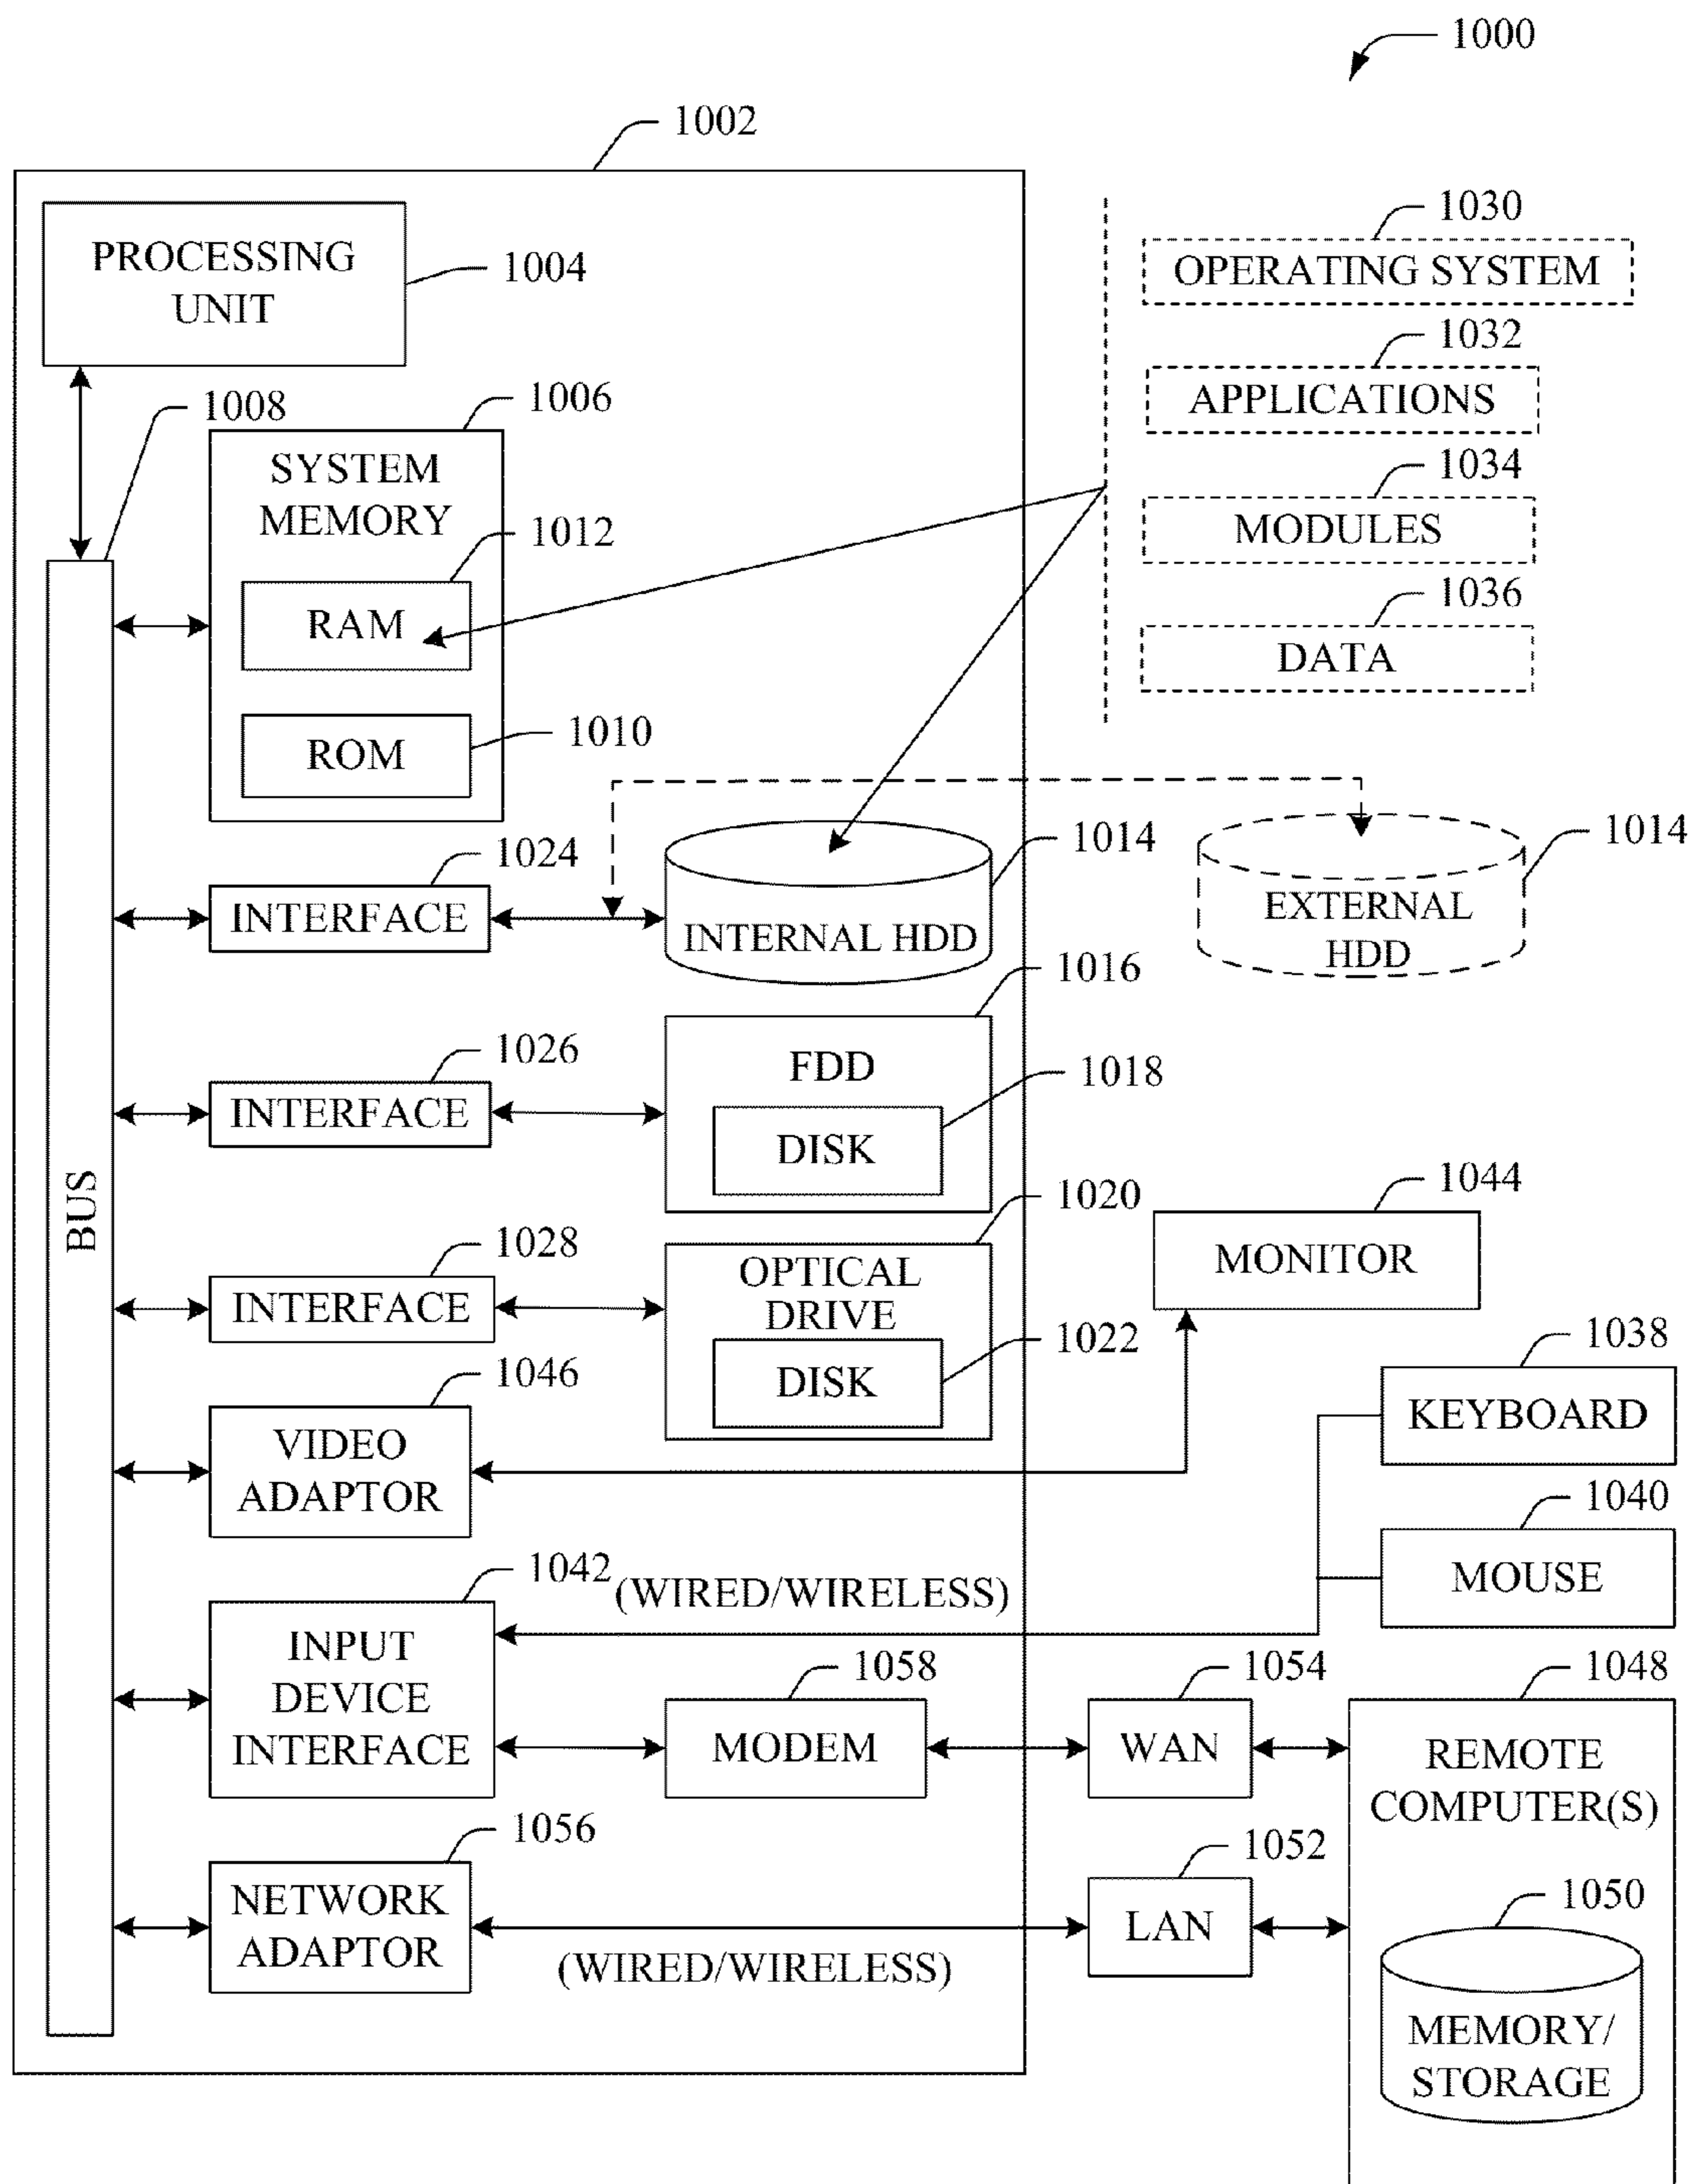 1000
1002
PROCESSING
UNIT
1004
1030
OPERATING SYSTEM
1032
APPLICATIONS
1034
MODULES
1036
DATA
1008
1006
SYSTEM
MEMORY
1012
RAM
1010
ROM
1024
INTERFACE
1014
INTERNAL HDD
1014
EXTERNAL
HDD
1026
INTERFACE
1016
FDD
1018
DISK
BUS
1028
INTERFACE
1020
OPTICAL
DRIVE
1022
DISK
1044
MONITOR
1046
VIDEO
ADAPTOR
1038
KEYBOARD
1040
MOUSE
1042
(WIRED/WIRELESS)
INPUT
DEVICE
INTERFACE
1058
MODEM
1054
WAN
1048
REMOTE
COMPUTER(S)
1056
NETWORK
ADAPTOR
(WIRED/WIRELESS)
1052
LAN
1050
MEMORY/
STORAGE